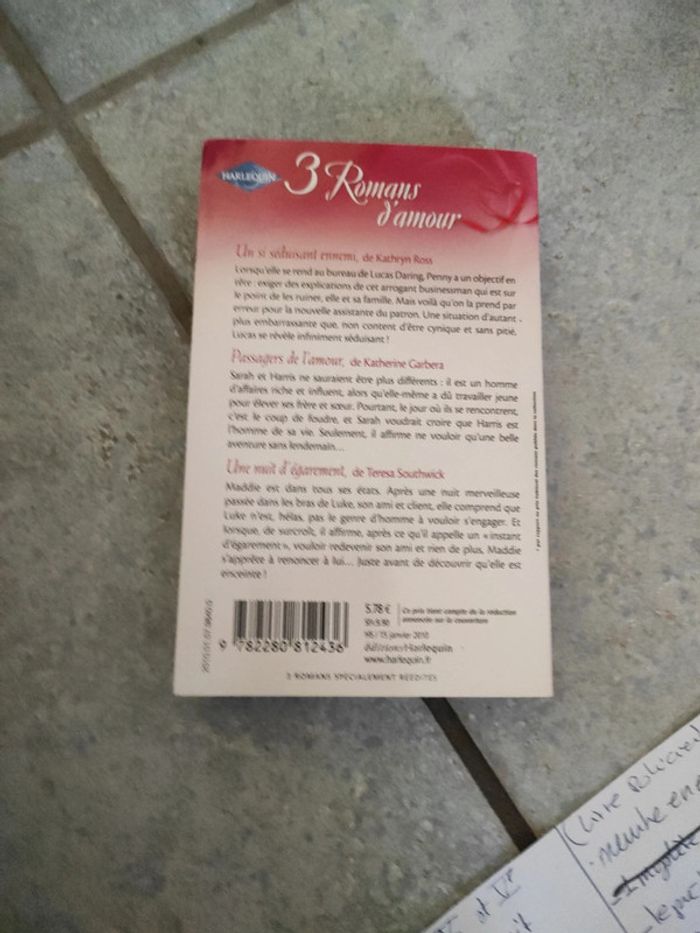 HARLEQUIN
3 Romans
d'amour
Un si séduisant ennemi, de Kathryn Ross
Lorsqu'elle se rend au bureau de Lucas Daring, Penny a un objectif en
tête : exiger des explications de cet arrogant businessman qui est sur
le point de les ruiner, elle et sa famille. Mais voilà qu'on la prend par
erreur pour la nouvelle assistante du patron. Une situation d'autant
plus embarrassante que, non content d'être cynique et sans pitié,
Lucas se révèle infiniment séduisant !
Passagers de l'amour, de Katherine Garbera
Sarah et Harris ne sauraient être plus différents : il est un homme
d'affaires riche et influent, alors qu'elle-même a dû travailler jeune
pour élever ses frère et sœur. Pourtant, le jour où ils se rencontrent,
c'est le coup de foudre, et Sarah voudrait croire que Harris est
l'homme de sa vie. Seulement, il affirme ne vouloir qu'une belle
aventure sans lendemain...
Une nuit d'égarement, de Teresa Southwick
Maddie est dans tous ses états. Après une nuit merveilleuse
passée dans les bras de Luke, son ami et client, elle comprend que
Luke n'est, hélas, pas le genre d'homme à vouloir s'engager. Et
lorsque, de surcroît, il affirme, après ce qu'il appelle un « instant
d'égarement », vouloir redevenir son ami et rien de plus, Maddie
s'apprête à renoncer à lui... Juste avant de découvrir qu'elle est
enceinte !
9 782280 812436
5,78 €
Ce prix tient compte de la réduction
annoncée sur la couverture
15 janvier 2010
éditions Harlequin
www.harlequin.fr
3 ROMANS SPÉCIALEMENT RÉÉDITÉS
et